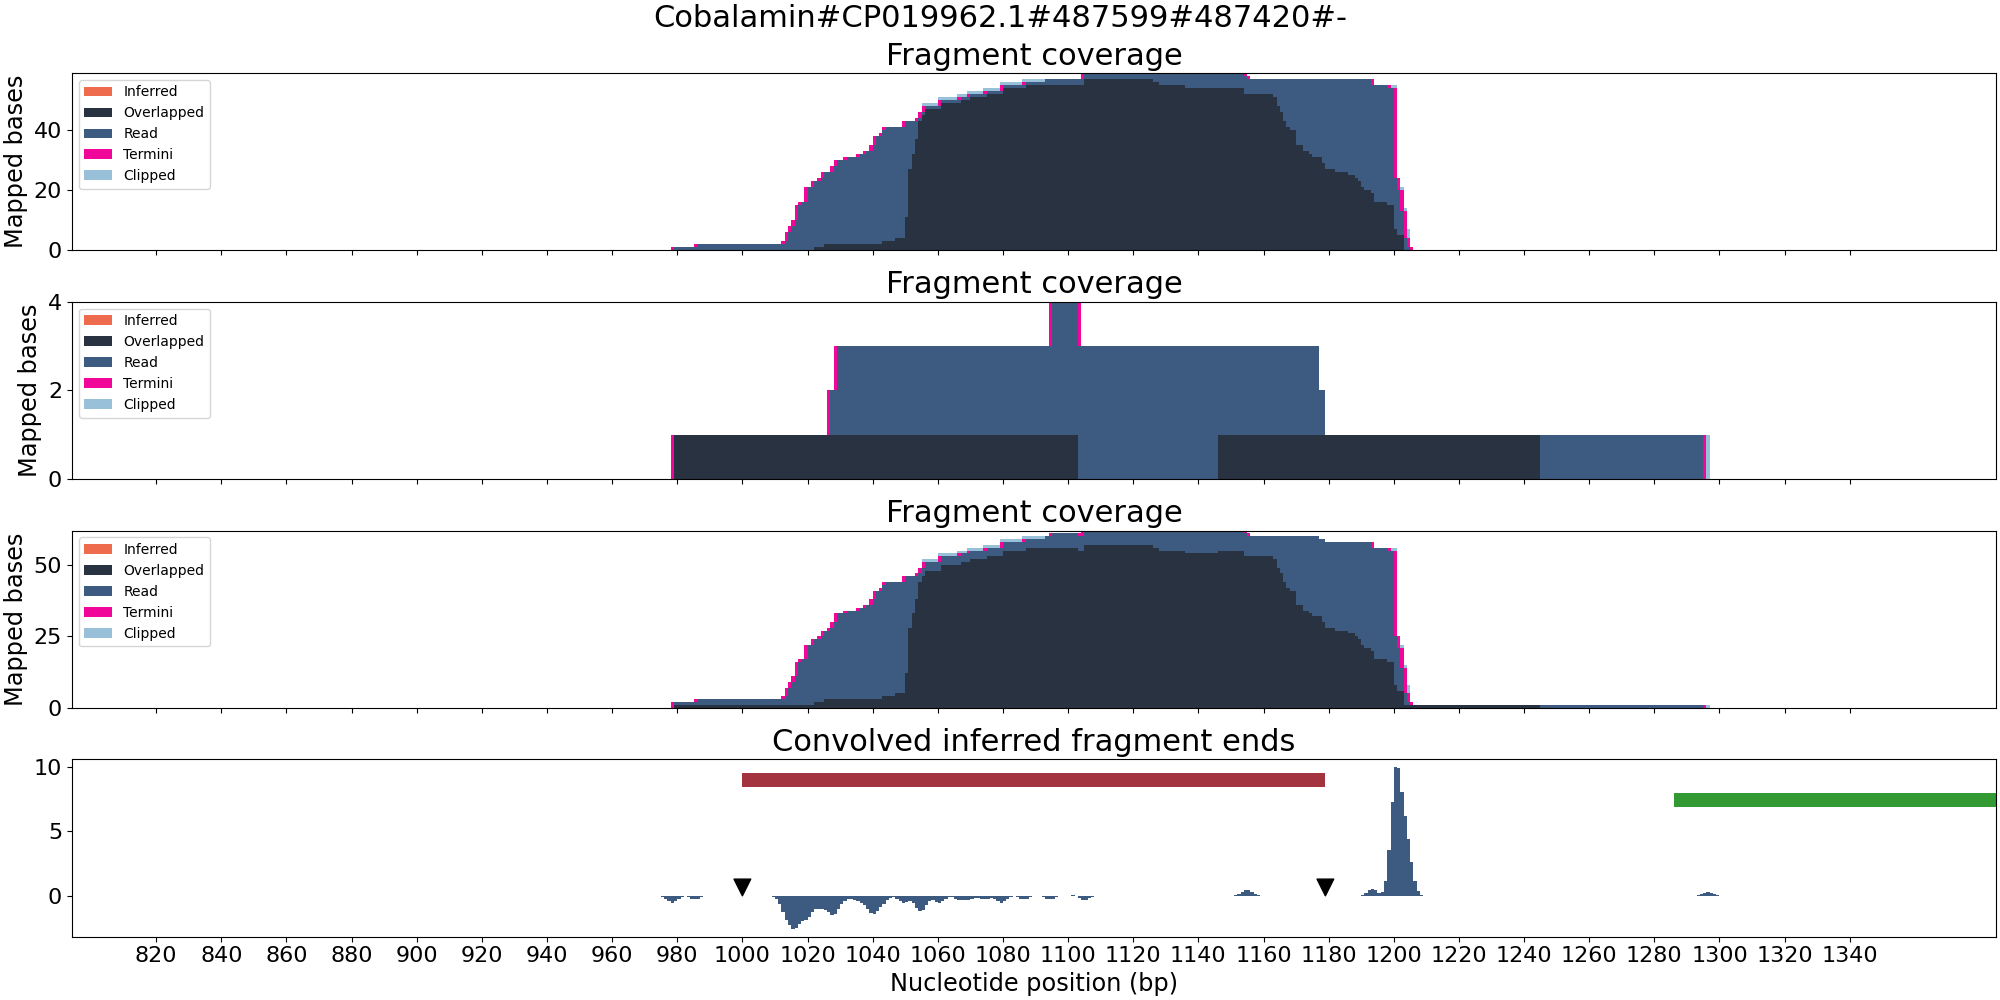 Cobalamin#CP019962.1#487599#487420#-
Fragment coverage
Mapped bases
40
20
0
Inferred
Overlapped
Read
Termini
Clipped
Fragment coverage
Mapped bases
4
2
0
Inferred
Overlapped
Read
Termini
Clipped
Fragment coverage
Mapped bases
50
25
0
Inferred
Overlapped
Read
Termini
Clipped
Convolved inferred fragment ends
10
5
0
820 840 860 880 900 920 940 960 980 1000 1020 1040 1060 1080 1100 1120 1140 1160 1180 1200 1220 1240 1260 1280 1300 1320 1340
Nucleotide position (bp)